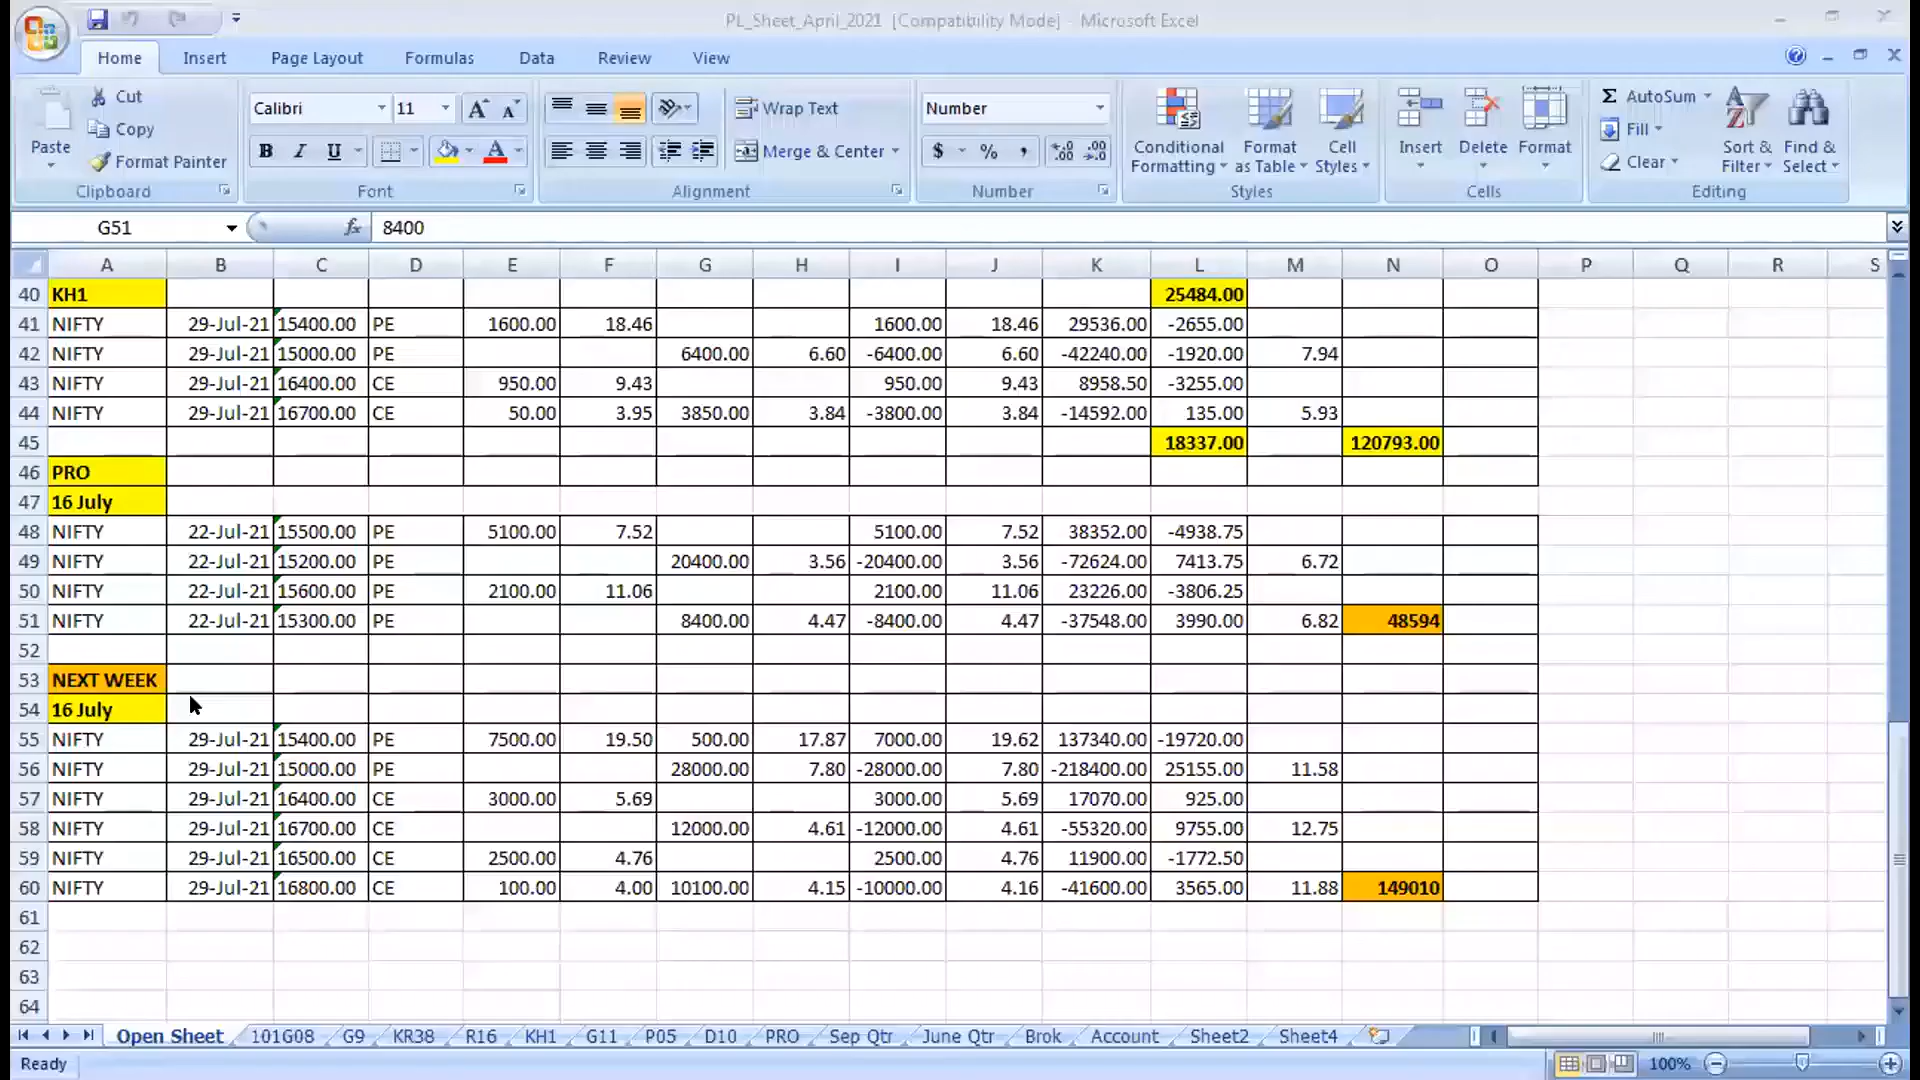 PL_Sheet_April_2021 [Compatibility Mode] - Microsoft Excel
Home Insert Page Layout Formulas Data Review View
Paste Cut Copy Format Painter Clipboard
Calibri 11 B I U A A A Font
Wrap Text Merge & Center Alignment
Number $ % , .00 .00 Number
Conditional Formatting Format as Table Cell Styles Styles
Insert Delete Format Cells
Σ AutoSum Fill Clear Sort & Filter Find & Select Editing
G51 fx 8400
A B C D E F G H I J K L M N O P Q R S
40 KH1 25484.00
41 NIFTY 29-Jul-21 15400.00 PE 1600.00 18.46 1600.00 18.46 29536.00 -2655.00
42 NIFTY 29-Jul-21 15000.00 PE 6400.00 6.60 -6400.00 6.60 -42240.00 -1920.00 7.94
43 NIFTY 29-Jul-21 16400.00 CE 950.00 9.43 950.00 9.43 8958.50 -3255.00
44 NIFTY 29-Jul-21 16700.00 CE 50.00 3.95 3850.00 3.84 -3800.00 3.84 -14592.00 135.00 5.93
45 18337.00 120793.00
46 PRO
47 16 July
48 NIFTY 22-Jul-21 15500.00 PE 5100.00 7.52 5100.00 7.52 38352.00 -4938.75
49 NIFTY 22-Jul-21 15200.00 PE 20400.00 3.56 -20400.00 3.56 -72624.00 7413.75 6.72
50 NIFTY 22-Jul-21 15600.00 PE 2100.00 11.06 2100.00 11.06 23226.00 -3806.25
51 NIFTY 22-Jul-21 15300.00 PE 8400.00 4.47 -8400.00 4.47 -37548.00 3990.00 6.82 48594
52
53 NEXT WEEK
54 16 July
55 NIFTY 29-Jul-21 15400.00 PE 7500.00 19.50 500.00 17.87 7000.00 19.62 137340.00 -19720.00
56 NIFTY 29-Jul-21 15000.00 PE 28000.00 7.80 -28000.00 7.80 -218400.00 25155.00 11.58
57 NIFTY 29-Jul-21 16400.00 CE 3000.00 5.69 3000.00 5.69 17070.00 925.00
58 NIFTY 29-Jul-21 16700.00 CE 12000.00 4.61 -12000.00 4.61 -55320.00 9755.00 12.75
59 NIFTY 29-Jul-21 16500.00 CE 2500.00 4.76 2500.00 4.76 11900.00 -1772.50
60 NIFTY 29-Jul-21 16800.00 CE 100.00 4.00 10100.00 4.15 -10000.00 4.16 -41600.00 3565.00 11.88 149010
61
62
63
64
Open Sheet 101G08 G9 KR38 R16 KH1 G11 P05 D10 PRO Sep Qtr June Qtr Brok Account Sheet2 Sheet4
Ready 100%